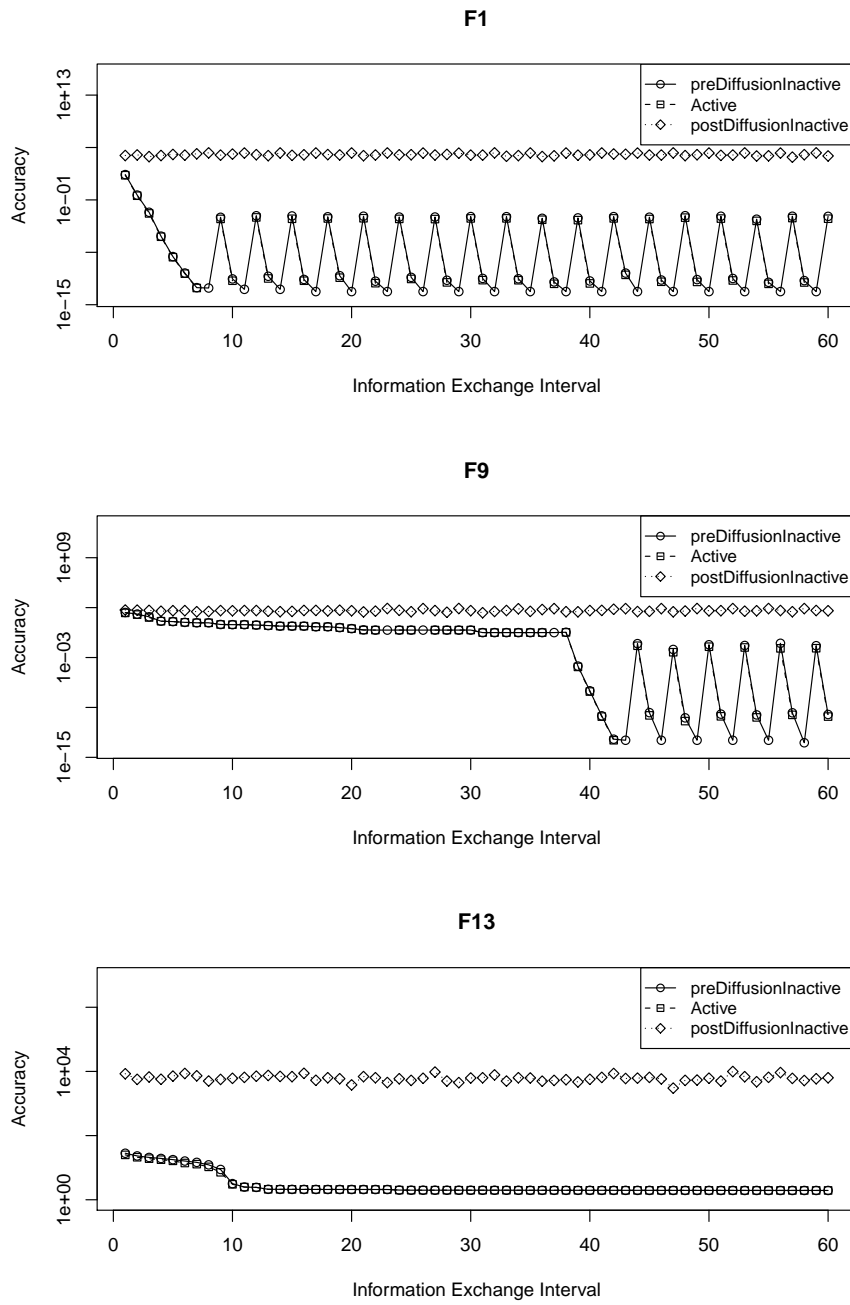 F1
Accuracy
1e+13
1e-01
1e-15
preDiffusionInactive
Active
postDiffusionInactive
0 10 20 30 40 50 60
Information Exchange Interval
F9
Accuracy
1e+09
1e-03
1e-15
preDiffusionInactive
Active
postDiffusionInactive
0 10 20 30 40 50 60
Information Exchange Interval
F13
Accuracy
1e+04
1e+00
preDiffusionInactive
Active
postDiffusionInactive
0 10 20 30 40 50 60
Information Exchange Interval